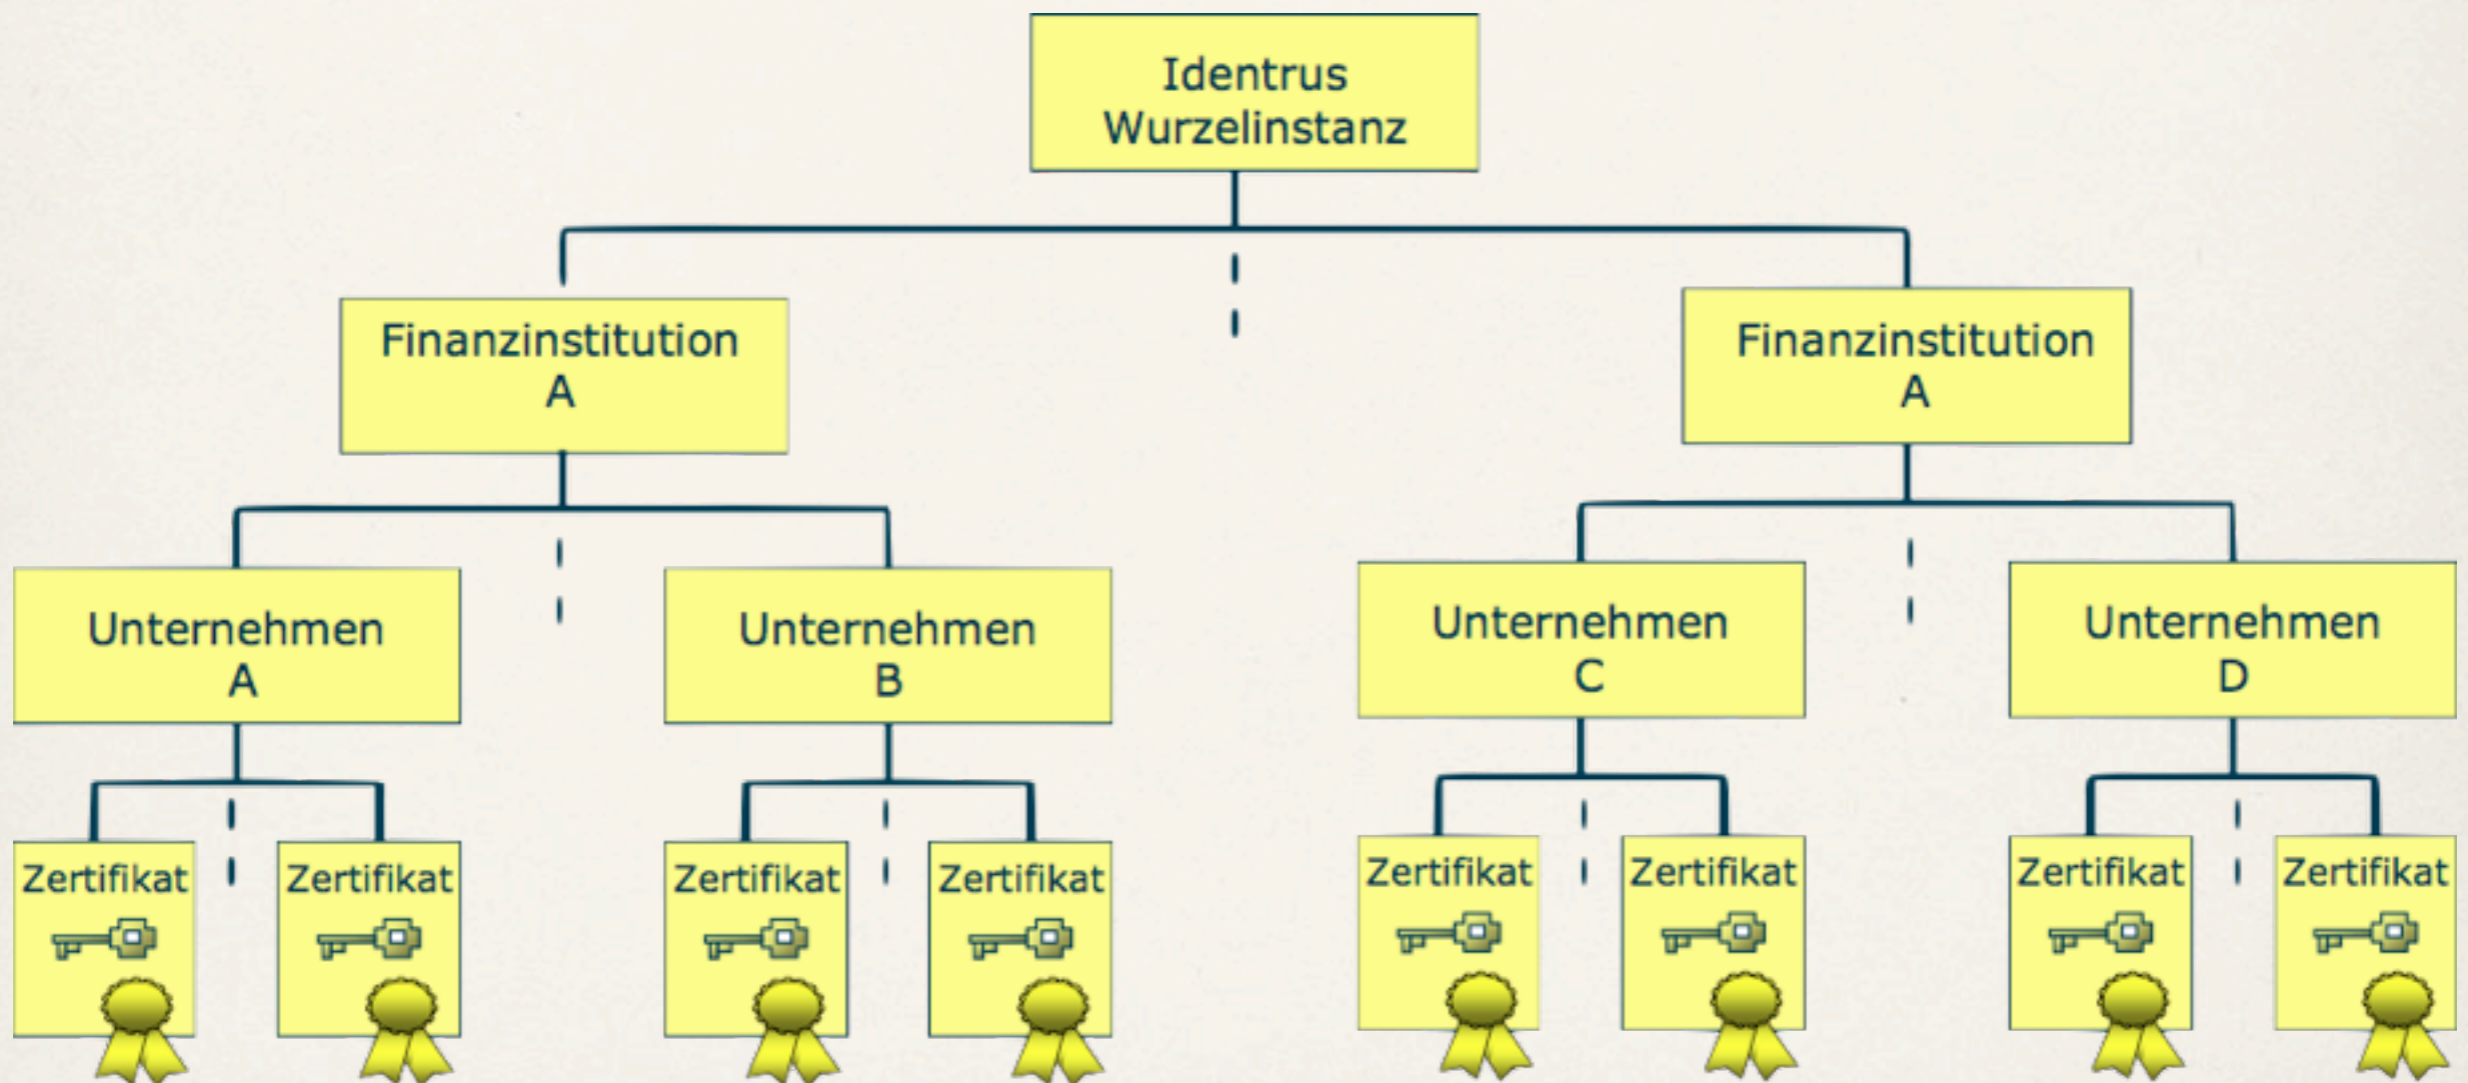 Identrus
Wurzelinstanz
Finanzinstitution
A
Finanzinstitution
A
Unternehmen
A
Unternehmen
B
Unternehmen
C
Unternehmen
D
Zertifikat
Zertifikat
Zertifikat
Zertifikat
Zertifikat
Zertifikat
Zertifikat
Zertifikat